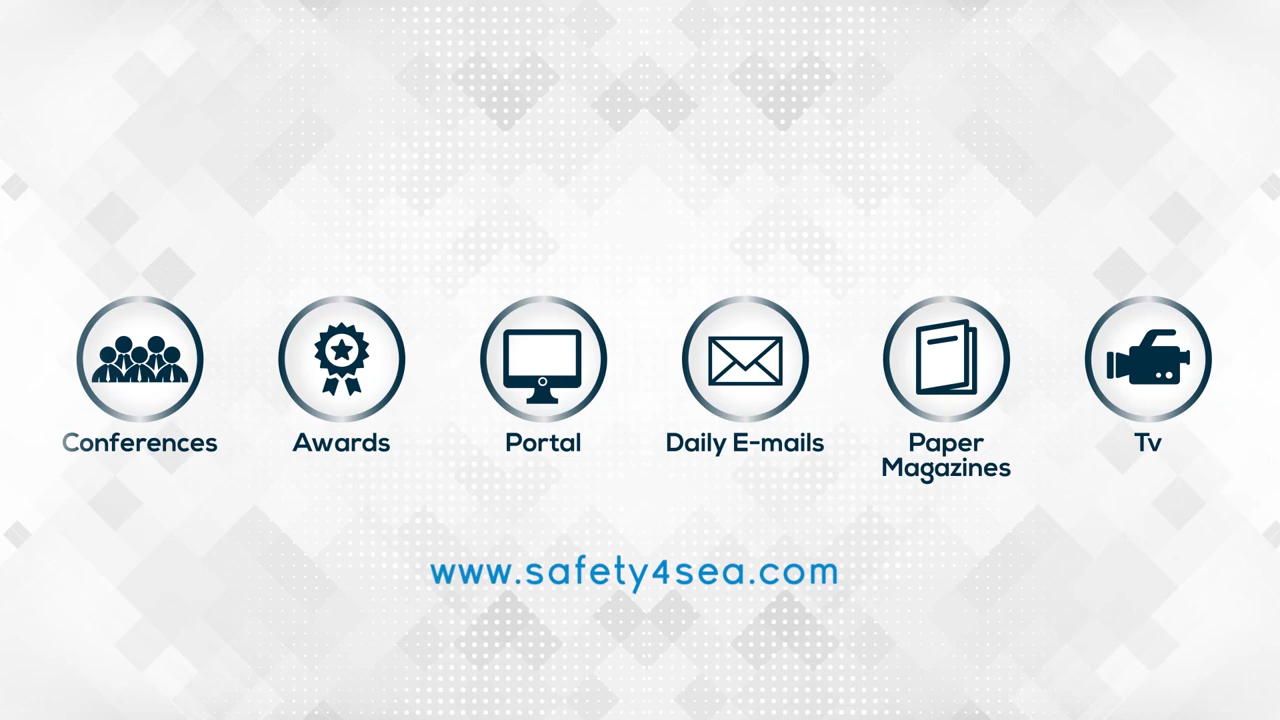 Conferences
Awards
Portal
Daily E-mails
Paper
Magazines
Tv
www.safety4sea.com